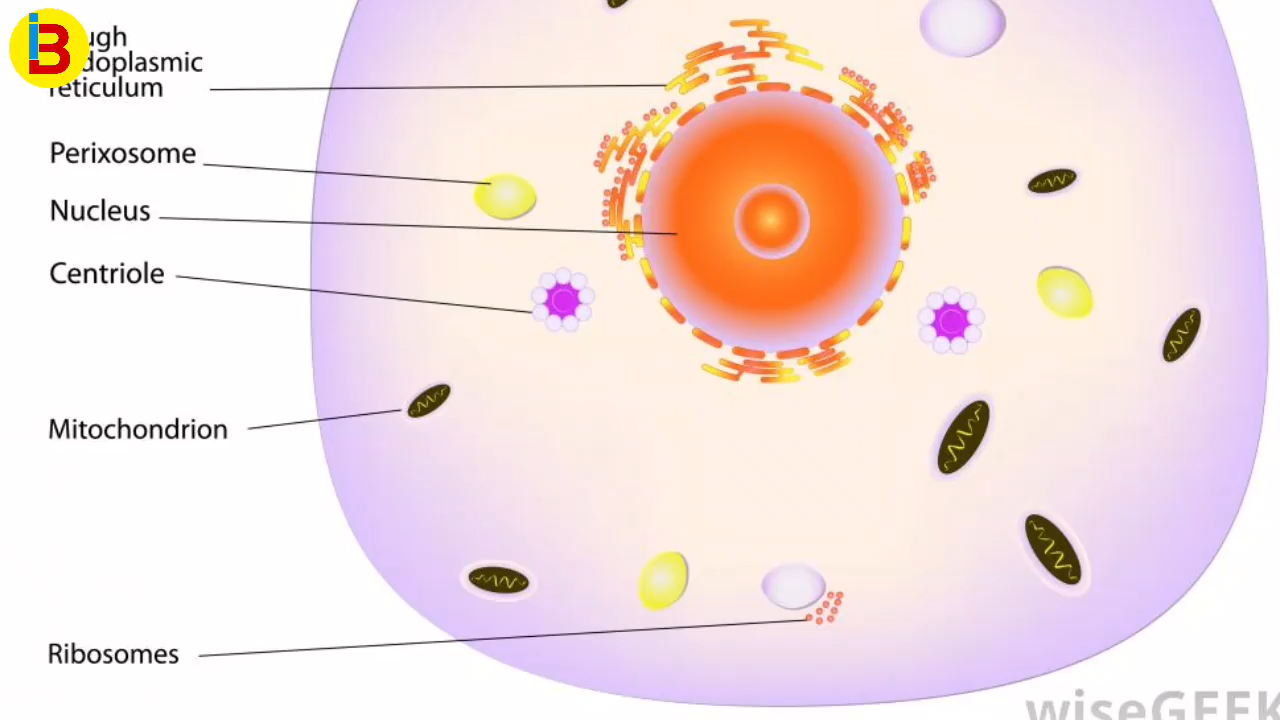 B
ugh
doplasmic
reticulum
Perixosome
Nucleus
Centriole
Mitochondrion
Ribosomes
wiseGEEK